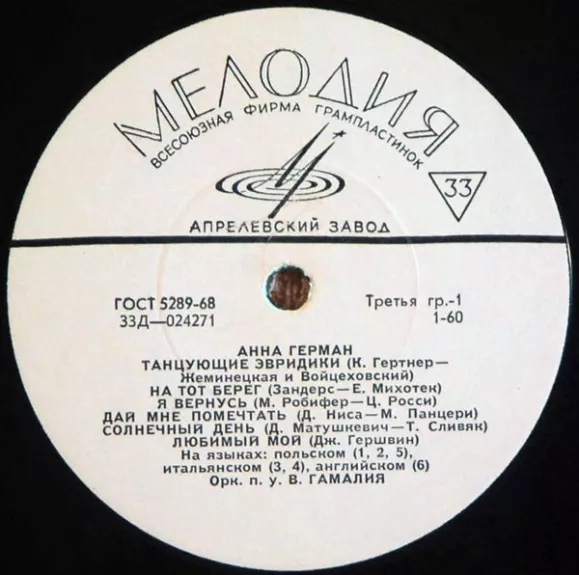 МЕЛОДИЯ
ВСЕСОЮЗНАЯ ФИРМА ГРАМПЛАСТИНОК
33
АПРЕЛЕВСКИЙ ЗАВОД
ГОСТ 5289-68
Третья гр.-1
33Д—024271
1-60
АННА ГЕРМАН
ТАНЦУЮЩИЕ ЭВРИДИКИ (К. Гертнер—
Жеминецкая и Войцеховский)
НА ТОТ БЕРЕГ (Зандерс—Е. Михотек)
Я ВЕРНУСЬ (М. Робифер—Ц. Росси)
ДАЙ МНЕ ПОМЕЧТАТЬ (Д. Ниса—М. Панцери)
СОЛНЕЧНЫЙ ДЕНЬ (Д. Матушкевич—Т. Сливяк)
ЛЮБИМЫЙ МОЙ (Дж. Гершвин)
На языках: польском (1, 2, 5),
итальянском (3, 4), английском (6)
Орк. п. у. В. ГАМАЛИЯ